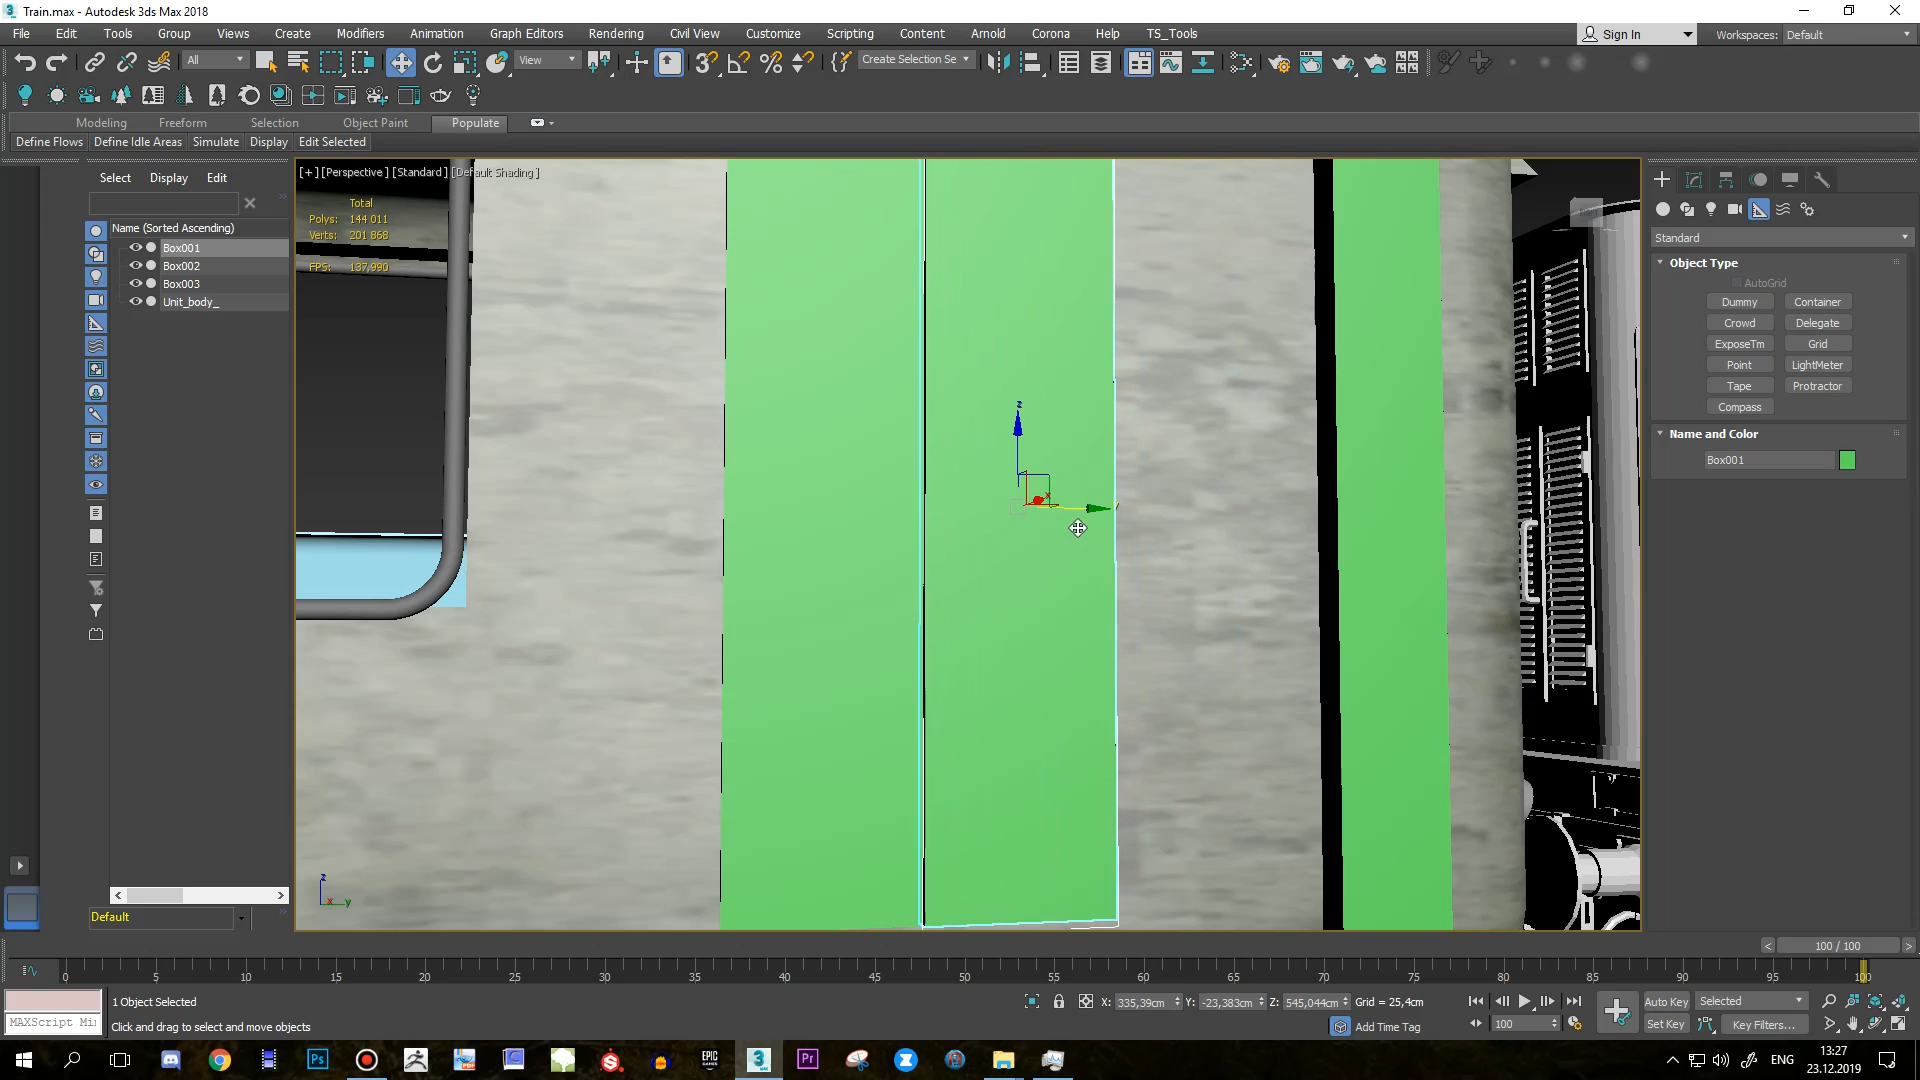 Train.max - Autodesk 3ds Max 2018
File Edit Tools Group Views Create Modifiers Animation Graph Editors Rendering Civil View Customize Scripting Content Arnold Corona Help TS_Tools Sign In Workspaces: Default
All View Create Selection Se
Modeling Freeform Selection Object Paint Populate
Define Flows Define Idle Areas Simulate Display Edit Selected
Select Display Edit
Name (Sorted Ascending)
Box001
Box002
Box003
Unit_body_
Default
[+] [Perspective ] [Standard ] [Default Shading ]
Total
Polys: 144 011
Verts: 201 868
FPS: 137,990
z
x
z
x y
Standard
Object Type
AutoGrid
Dummy Container
Crowd Delegate
ExposeTm Grid
Point LightMeter
Tape Protractor
Compass
Name and Color
Box001
< 100 / 100 >
0 5 10 15 20 25 30 35 40 45 50 55 60 65 70 75 80 85 90 95 100
1 Object Selected
X: 335,39cm Y: -23,383cm Z: 545,044cm Grid = 25,4cm
Auto Key Selected
MAXScript Mi
Click and drag to select and move objects
Add Time Tag
100
Set Key Key Filters...
ENG
13:27
23.12.2019